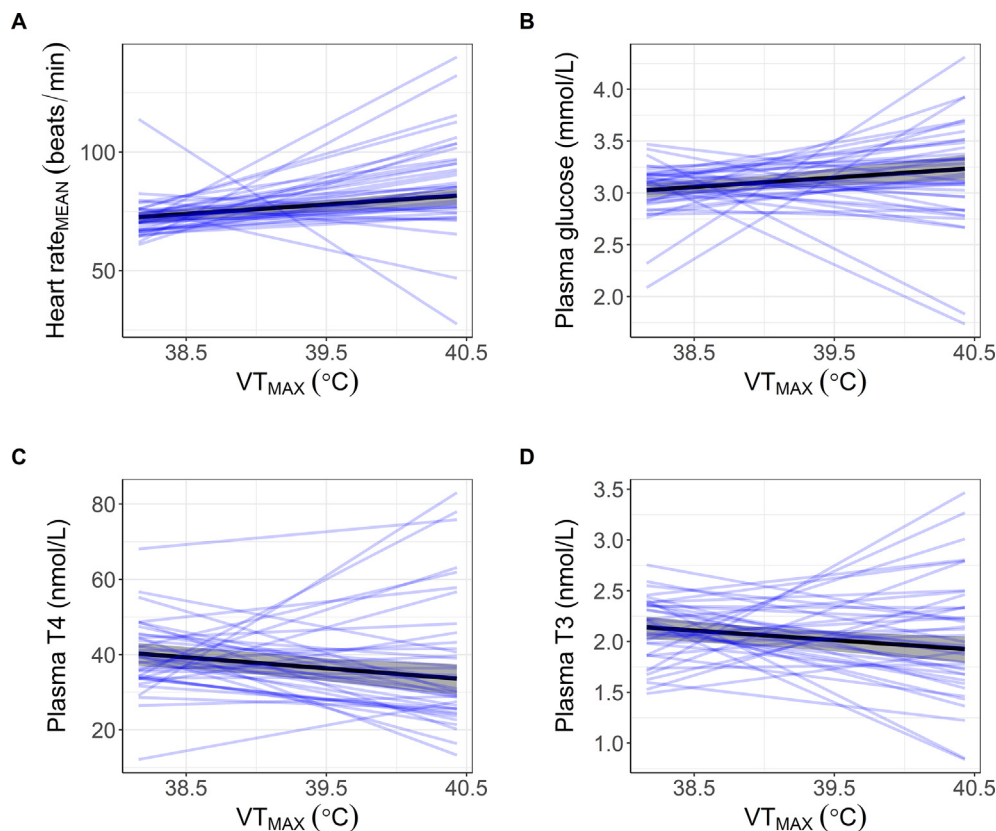 A
Heart rateMEAN (beats/min)
100
50
38.5 39.5 40.5
VTMAX (°C)
B
Plasma glucose (mmol/L)
4.0
3.5
3.0
2.5
2.0
38.5 39.5 40.5
VTMAX (°C)
C
Plasma T4 (nmol/L)
80
60
40
20
38.5 39.5 40.5
VTMAX (°C)
D
Plasma T3 (nmol/L)
3.5
3.0
2.5
2.0
1.5
1.0
38.5 39.5 40.5
VTMAX (°C)